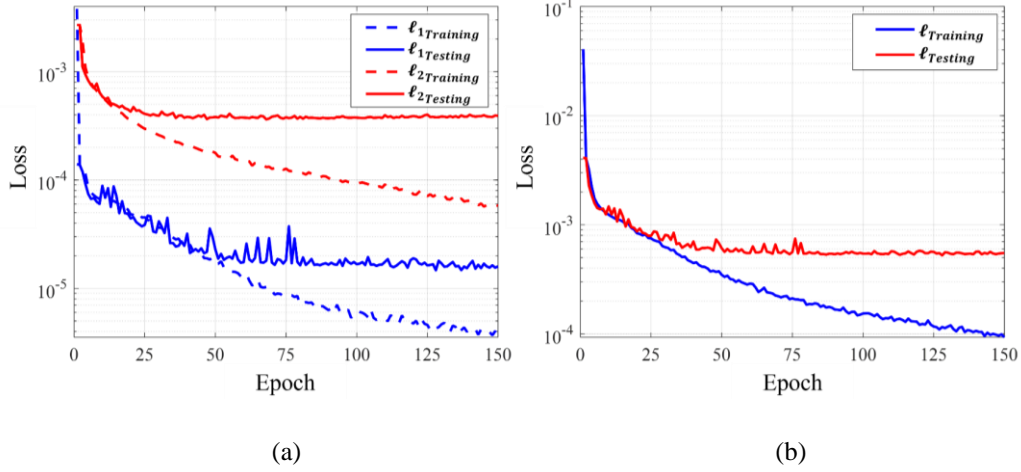 10⁻³
10⁻⁴
10⁻⁵
Loss
0 25 50 75 100 125 150
Epoch
ℓ₁Training
ℓ₁Testing
ℓ₂Training
ℓ₂Testing
(a)
10⁻¹
10⁻²
10⁻³
10⁻⁴
Loss
0 25 50 75 100 125 150
Epoch
ℓTraining
ℓTesting
(b)